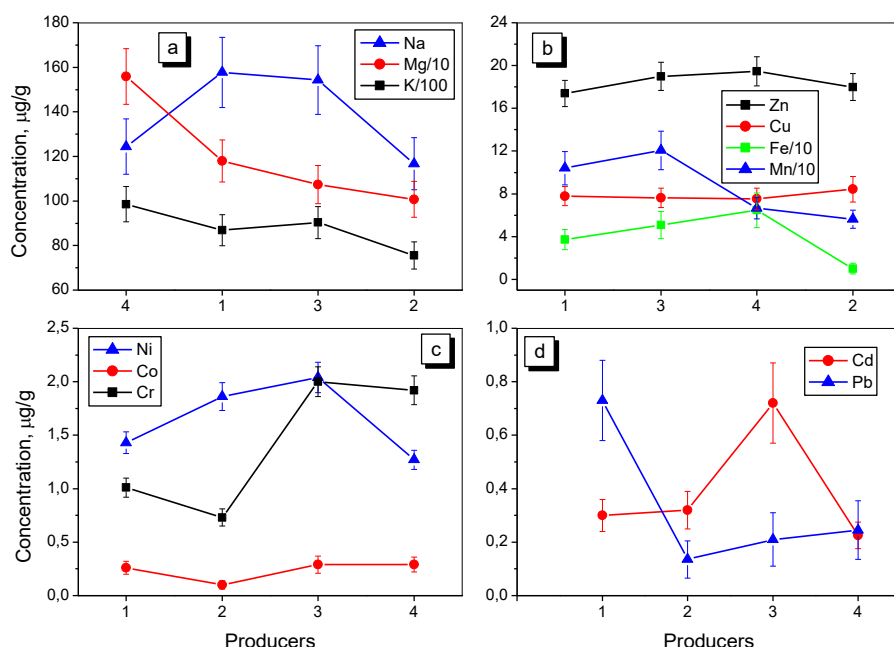 Concentration, µg/g
180
160
140
120
100
80
60
a
Na
Mg/10
K/100
4 1 3 2
24
20
16
12
8
4
0
b
Zn
Cu
Fe/10
Mn/10
1 3 4 2
Concentration, µg/g
2,5
2,0
1,5
1,0
0,5
0,0
Ni
Co
Cr
c
1 2 3 4
Producers
1,0
0,8
0,6
0,4
0,2
0,0
d
Cd
Pb
1 2 3 4
Producers